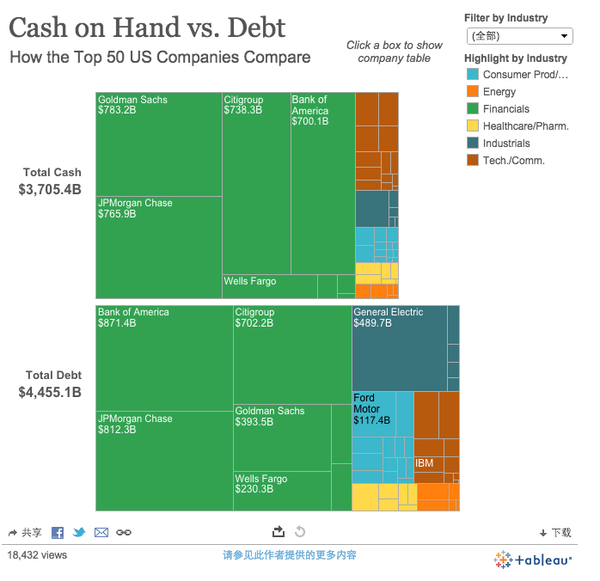 Cash on Hand vs. Debt
How the Top 50 US Companies Compare
Click a box to show
company table
Filter by Industry
(全部)
Highlight by Industry
Consumer Prod/...
Energy
Financials
Healthcare/Pharm.
Industrials
Tech./Comm.
Total Cash
$3,705.4B
Goldman Sachs
$783.2B
JPMorgan Chase
$765.9B
Citigroup
$738.3B
Bank of
America
$700.1B
Wells Fargo
Total Debt
$4,455.1B
Bank of America
$871.4B
JPMorgan Chase
$812.3B
Citigroup
$702.2B
Goldman Sachs
$393.5B
Wells Fargo
$230.3B
General Electric
$489.7B
Ford
Motor
$117.4B
IBM
共享
下载
18,432 views
请参见此作者提供的更多内容
+ableau